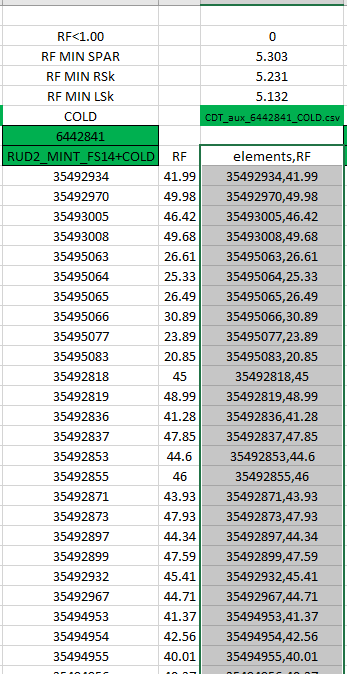 RF<1.00 0
RF MIN SPAR 5.303
RF MIN RSk 5.231
RF MIN LSk 5.132
COLD CDT_aux_6442841_COLD.csv
6442841
RUD2_MINT_FS14+COLD RF elements,RF
35492934 41.99 35492934,41.99
35492970 49.98 35492970,49.98
35493005 46.42 35493005,46.42
35493008 49.68 35493008,49.68
35495063 26.61 35495063,26.61
35495064 25.33 35495064,25.33
35495065 26.49 35495065,26.49
35495066 30.89 35495066,30.89
35495077 23.89 35495077,23.89
35495083 20.85 35495083,20.85
35492818 45 35492818,45
35492819 48.99 35492819,48.99
35492836 41.28 35492836,41.28
35492837 47.85 35492837,47.85
35492853 44.6 35492853,44.6
35492855 46 35492855,46
35492871 43.93 35492871,43.93
35492873 47.93 35492873,47.93
35492897 44.34 35492897,44.34
35492899 47.59 35492899,47.59
35492932 45.41 35492932,45.41
35492967 44.71 35492967,44.71
35494953 41.37 35494953,41.37
35494954 42.56 35494954,42.56
35494955 40.01 35494955,40.01